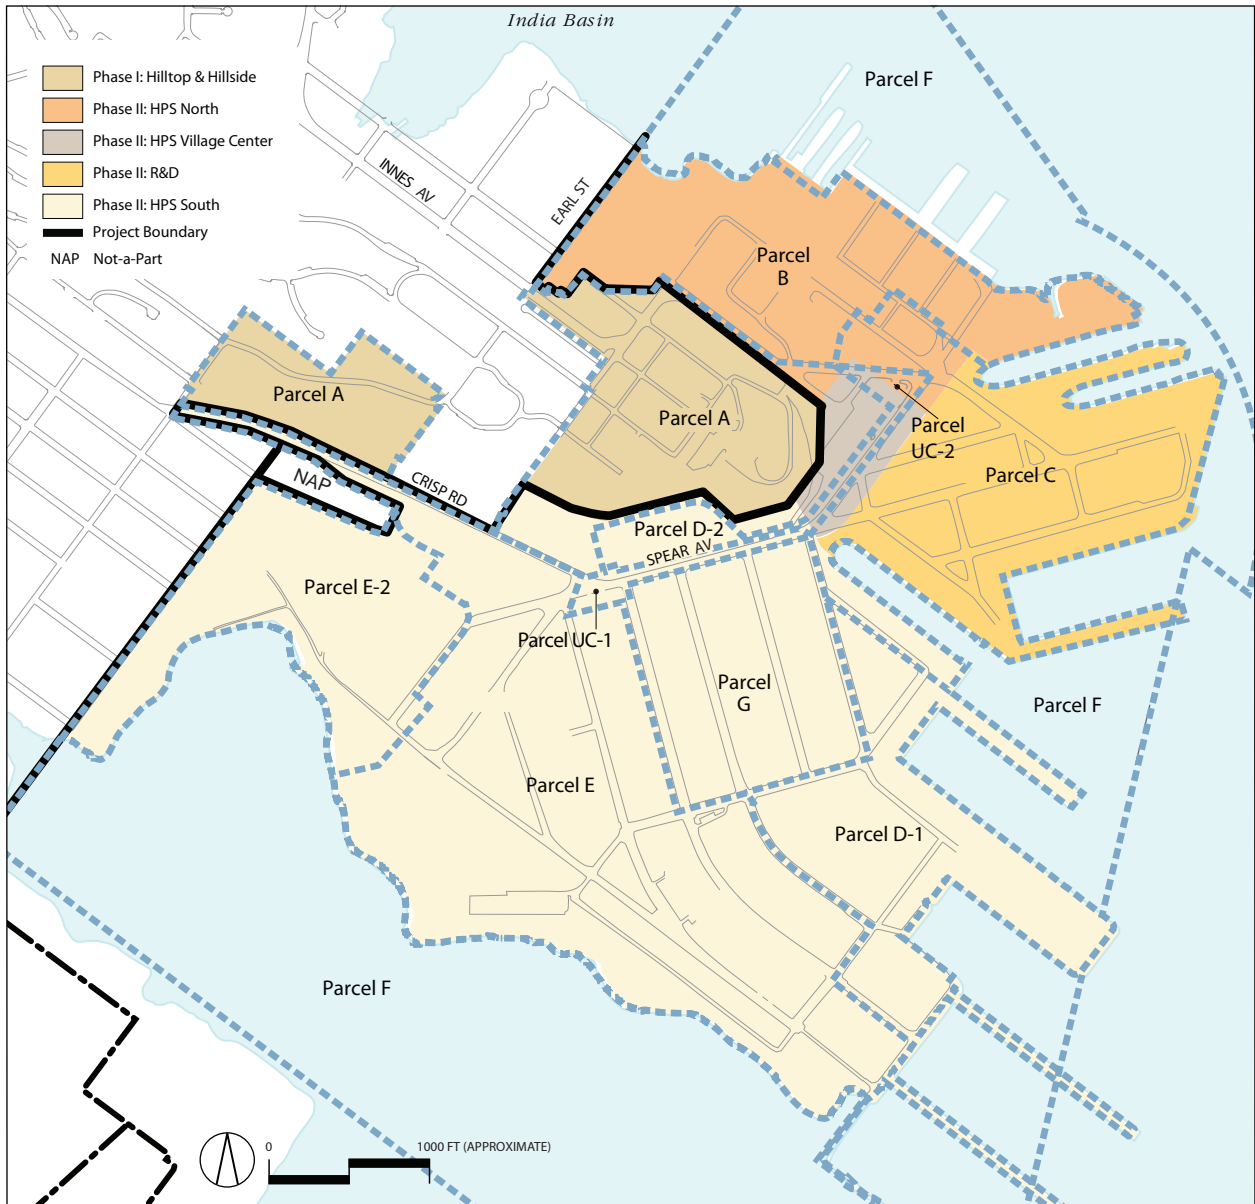 India Basin
Parcel F
Phase I: Hilltop & Hillside
Phase II: HPS North
Phase II: HPS Village Center
Phase II: R&D
Phase II: HPS South
Project Boundary
NAP Not-a-Part
INNES AV
EARL ST
Parcel
B
Parcel A
Parcel A
Parcel
UC-2
Parcel C
NAP
CRISP RD
Parcel D-2
SPEAR AV
Parcel E-2
Parcel UC-1
Parcel
G
Parcel F
Parcel E
Parcel D-1
Parcel F
0
1000 FT (APPROXIMATE)